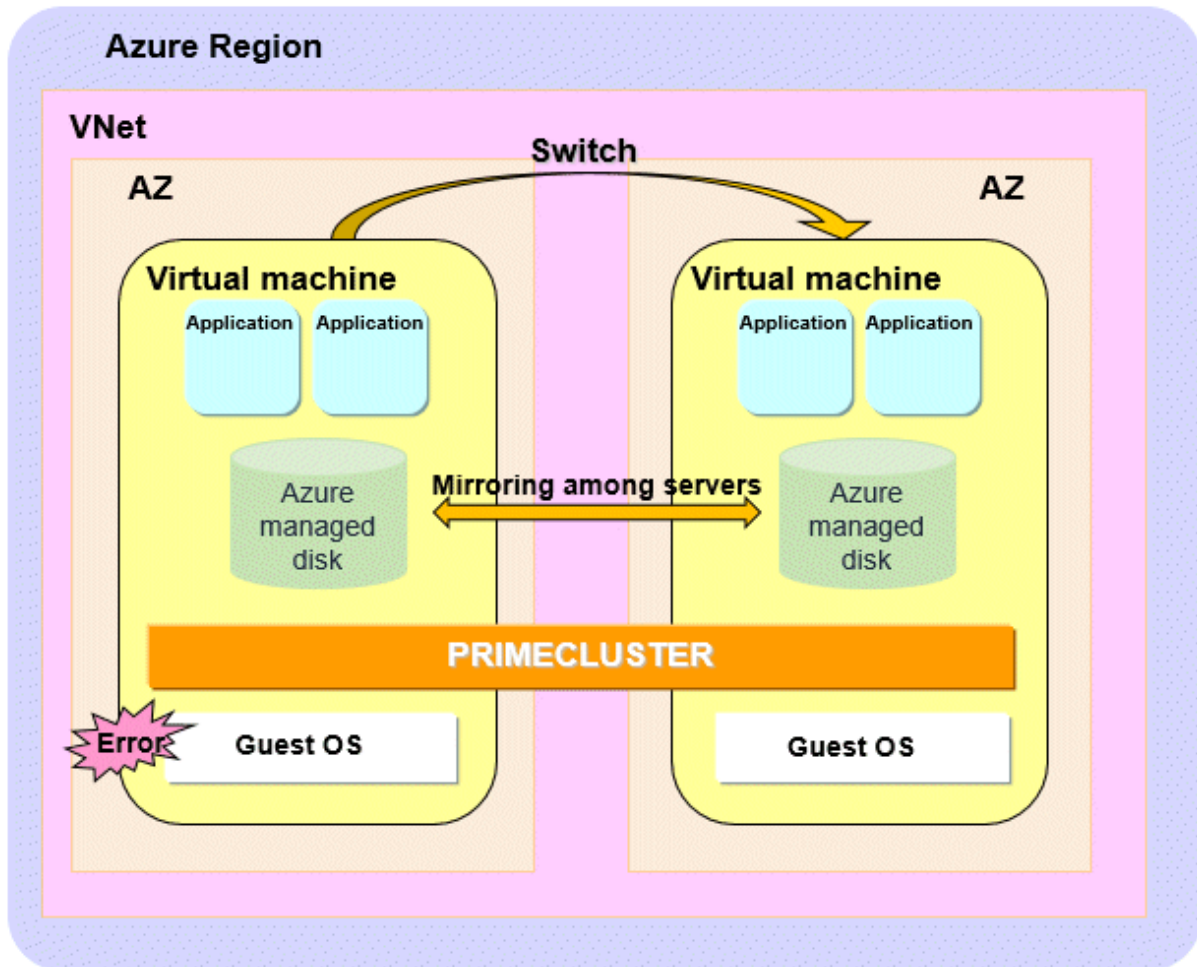 Azure Region
VNet
Switch
AZ
AZ
Virtual machine
Virtual machine
Application
Application
Application
Application
Mirroring among servers
Azure
managed
disk
Azure
managed
disk
PRIMECLUSTER
Error
Guest OS
Guest OS